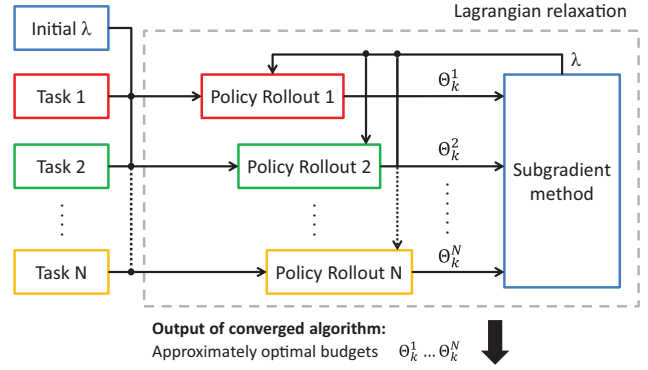 Lagrangian relaxation
Initial λ
λ
Task 1
Policy Rollout 1
Θ_k^1
Task 2
Policy Rollout 2
Θ_k^2
Subgradient
method
Task N
Policy Rollout N
Θ_k^N
Output of converged algorithm:
Approximately optimal budgets Θ_k^1 … Θ_k^N